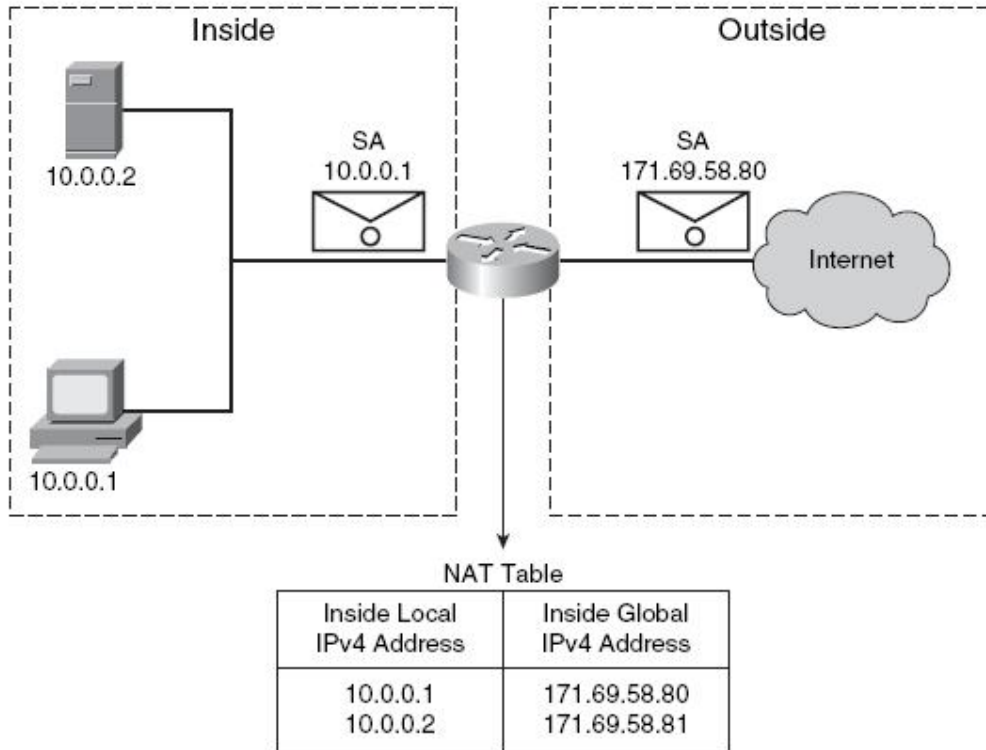 Inside
Outside
10.0.0.2
SA
10.0.0.1
SA
171.69.58.80
Internet
10.0.0.1
NAT Table
Inside Local
IPv4 Address
Inside Global
IPv4 Address
10.0.0.1
171.69.58.80
10.0.0.2
171.69.58.81